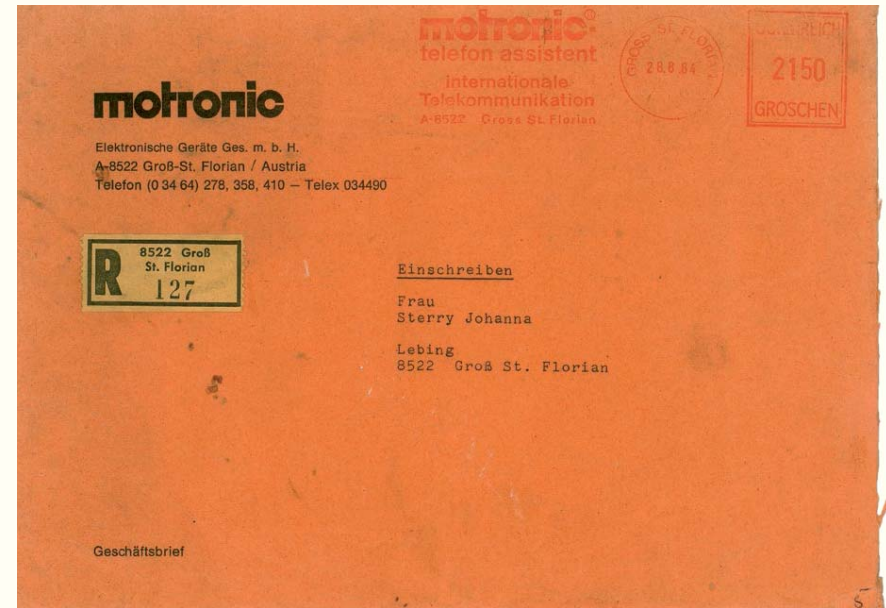 motronic®
telefon assistent
internationale
Telekommunikation
A-8522 Gross St. Florian
GROSS ST. FLORIAN
28.8.84
ÖSTERREICH
2150
GROSCHEN
motronic
Elektronische Geräte Ges. m. b. H.
A-8522 Groß-St. Florian / Austria
Telefon (0 34 64) 278, 358, 410 — Telex 034490
R
8522 Groß
St. Florian
127
Einschreiben
Frau
Sterry Johanna
Lebing
8522 Groß St. Florian
Geschäftsbrief
5